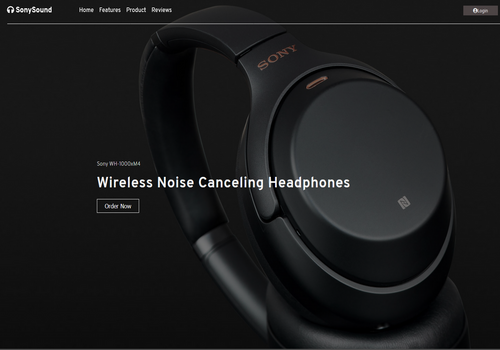 SonySound Home Features Product Reviews Login
SONY
Sony WH-1000xM4
Wireless Noise Canceling Headphones
Order Now